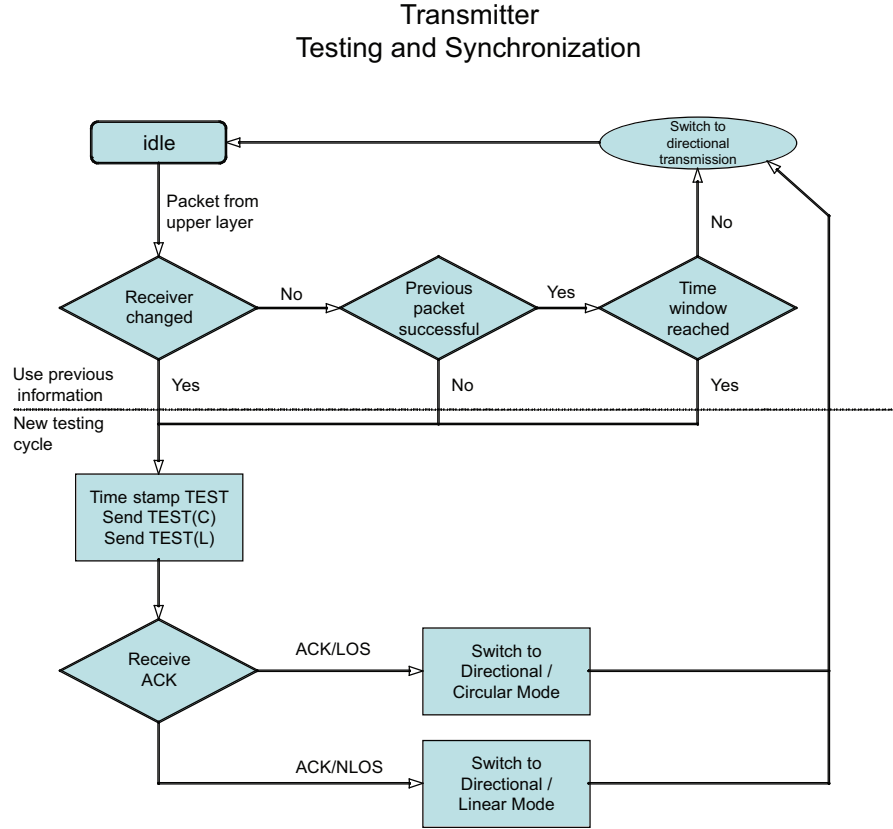 Transmitter
Testing and Synchronization
idle
Switch to
directional
transmission
Packet from
upper layer
No
Receiver
changed
No
Previous
packet
successful
Yes
Time
window
reached
Use previous
information
Yes
No
Yes
New testing
cycle
Time stamp TEST
Send TEST(C)
Send TEST(L)
Receive
ACK
ACK/LOS
Switch to
Directional /
Circular Mode
ACK/NLOS
Switch to
Directional /
Linear Mode